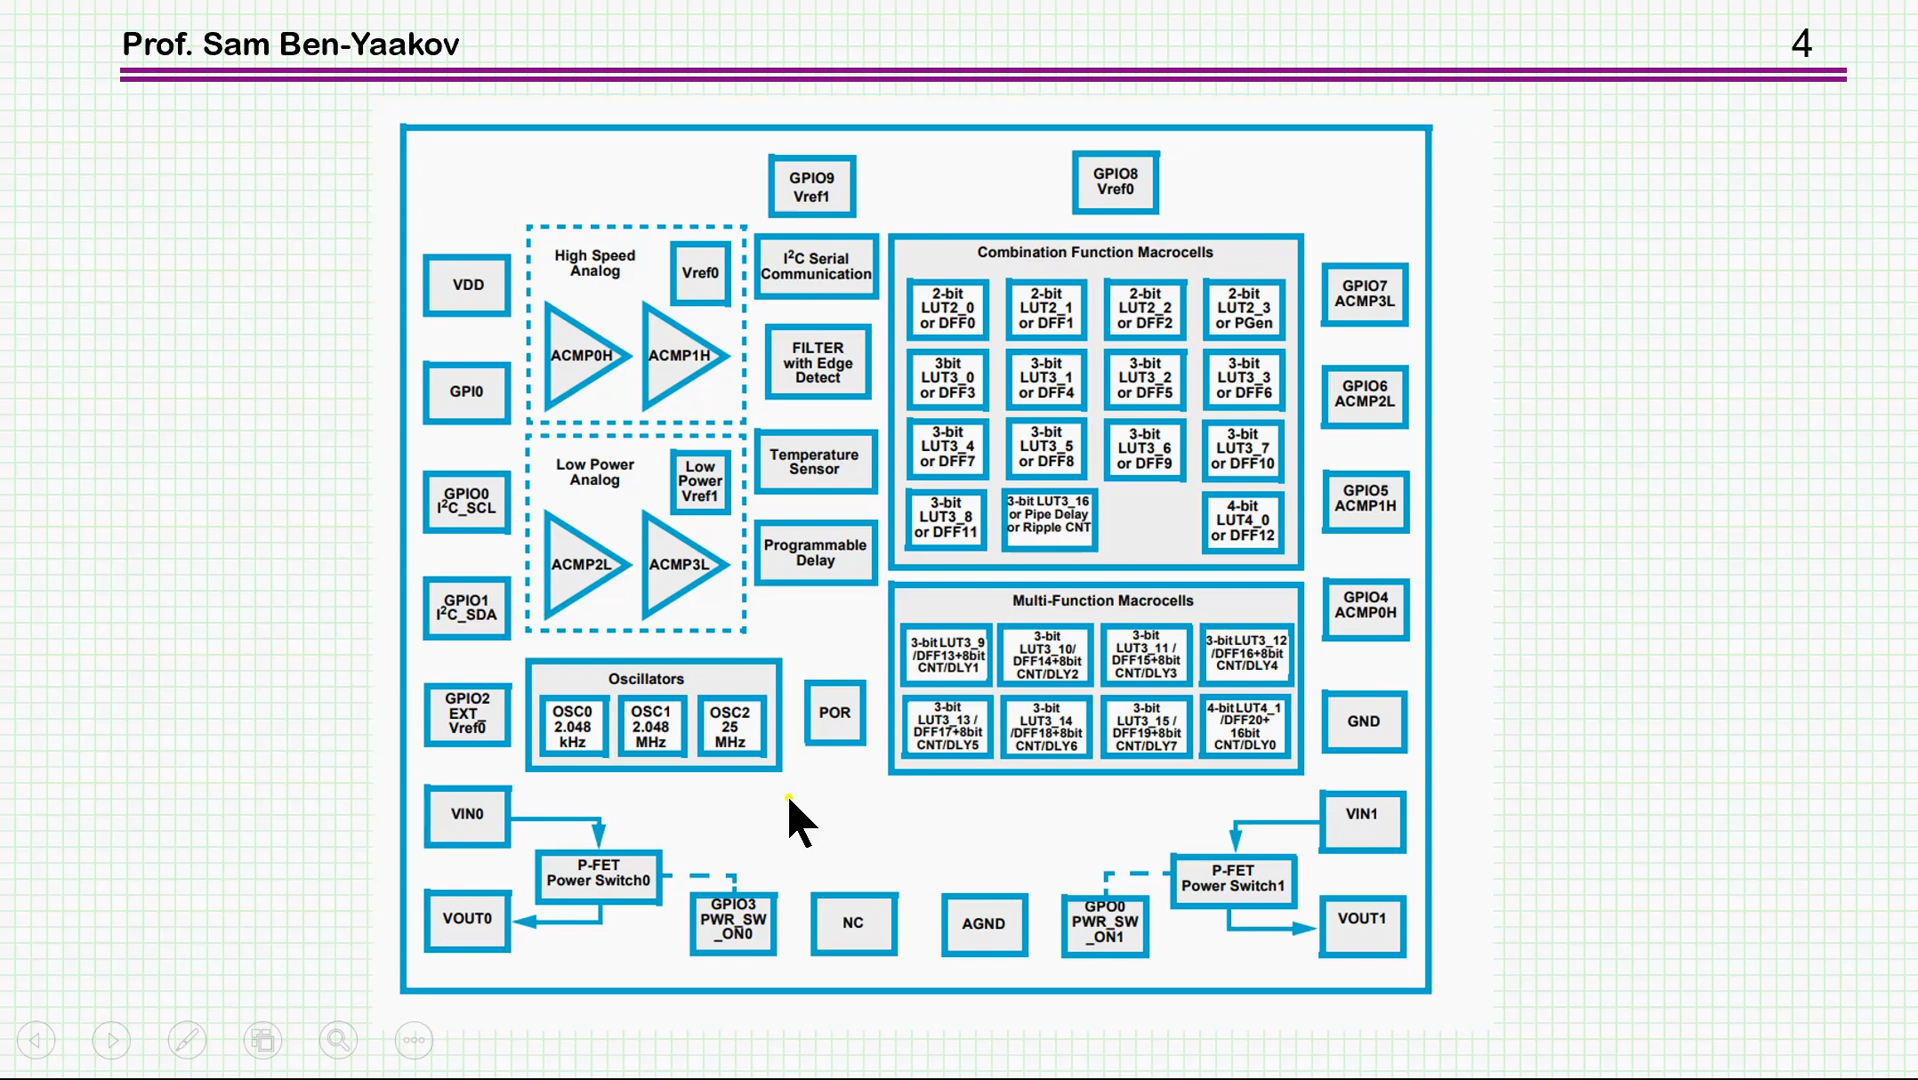 Prof. Sam Ben-Yaakov
4
GPIO9
Vref1
GPIO8
Vref0
VDD
GPI0
GPIO0
I²C_SCL
GPIO1
I²C_SDA
GPIO2
EXT_
Vref0
VIN0
VOUT0
High Speed
Analog
Vref0
ACMP0H
ACMP1H
Low Power
Analog
Low
Power
Vref1
ACMP2L
ACMP3L
I²C Serial
Communication
FILTER
with Edge
Detect
Temperature
Sensor
Programmable
Delay
Oscillators
OSC0
2.048
kHz
OSC1
2.048
MHz
OSC2
25
MHz
POR
Combination Function Macrocells
2-bit
LUT2_0
or DFF0
2-bit
LUT2_1
or DFF1
2-bit
LUT2_2
or DFF2
2-bit
LUT2_3
or PGen
3bit
LUT3_0
or DFF3
3-bit
LUT3_1
or DFF4
3-bit
LUT3_2
or DFF5
3-bit
LUT3_3
or DFF6
3-bit
LUT3_4
or DFF7
3-bit
LUT3_5
or DFF8
3-bit
LUT3_6
or DFF9
3-bit
LUT3_7
or DFF10
3-bit
LUT3_8
or DFF11
3-bit LUT3_16
or Pipe Delay
or Ripple CNT
4-bit
LUT4_0
or DFF12
Multi-Function Macrocells
3-bit LUT3_9
/DFF13+8bit
CNT/DLY1
3-bit
LUT3_10/
DFF14+8bit
CNT/DLY2
3-bit
LUT3_11 /
DFF15+8bit
CNT/DLY3
3-bit LUT3_12
/DFF16+8bit
CNT/DLY4
3-bit
LUT3_13 /
DFF17+8bit
CNT/DLY5
3-bit
LUT3_14
/DFF18+8bit
CNT/DLY6
3-bit
LUT3_15 /
DFF19+8bit
CNT/DLY7
4-bit LUT4_1
/DFF20+
16bit
CNT/DLY0
GPIO7
ACMP3L
GPIO6
ACMP2L
GPIO5
ACMP1H
GPIO4
ACMP0H
GND
VIN1
VOUT1
P-FET
Power Switch0
GPIO3
PWR_SW
_ON0
NC
AGND
GPO0
PWR_SW
_ON1
P-FET
Power Switch1